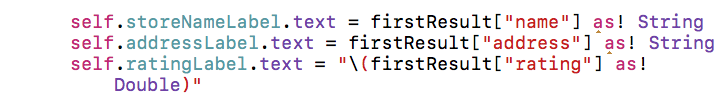 self.storeNameLabel.text = firstResult["name"] as! String
self.addressLabel.text = firstResult["address"] as! String
self.ratingLabel.text = "\(firstResult["rating"] as!
Double)"